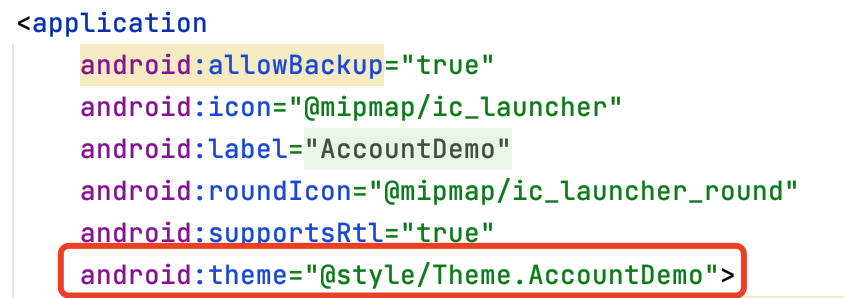 <application
android:allowBackup="true"
android:icon="@mipmap/ic_launcher"
android:label="AccountDemo"
android:roundIcon="@mipmap/ic_launcher_round"
android:supportsRtl="true"
android:theme="@style/Theme.AccountDemo">